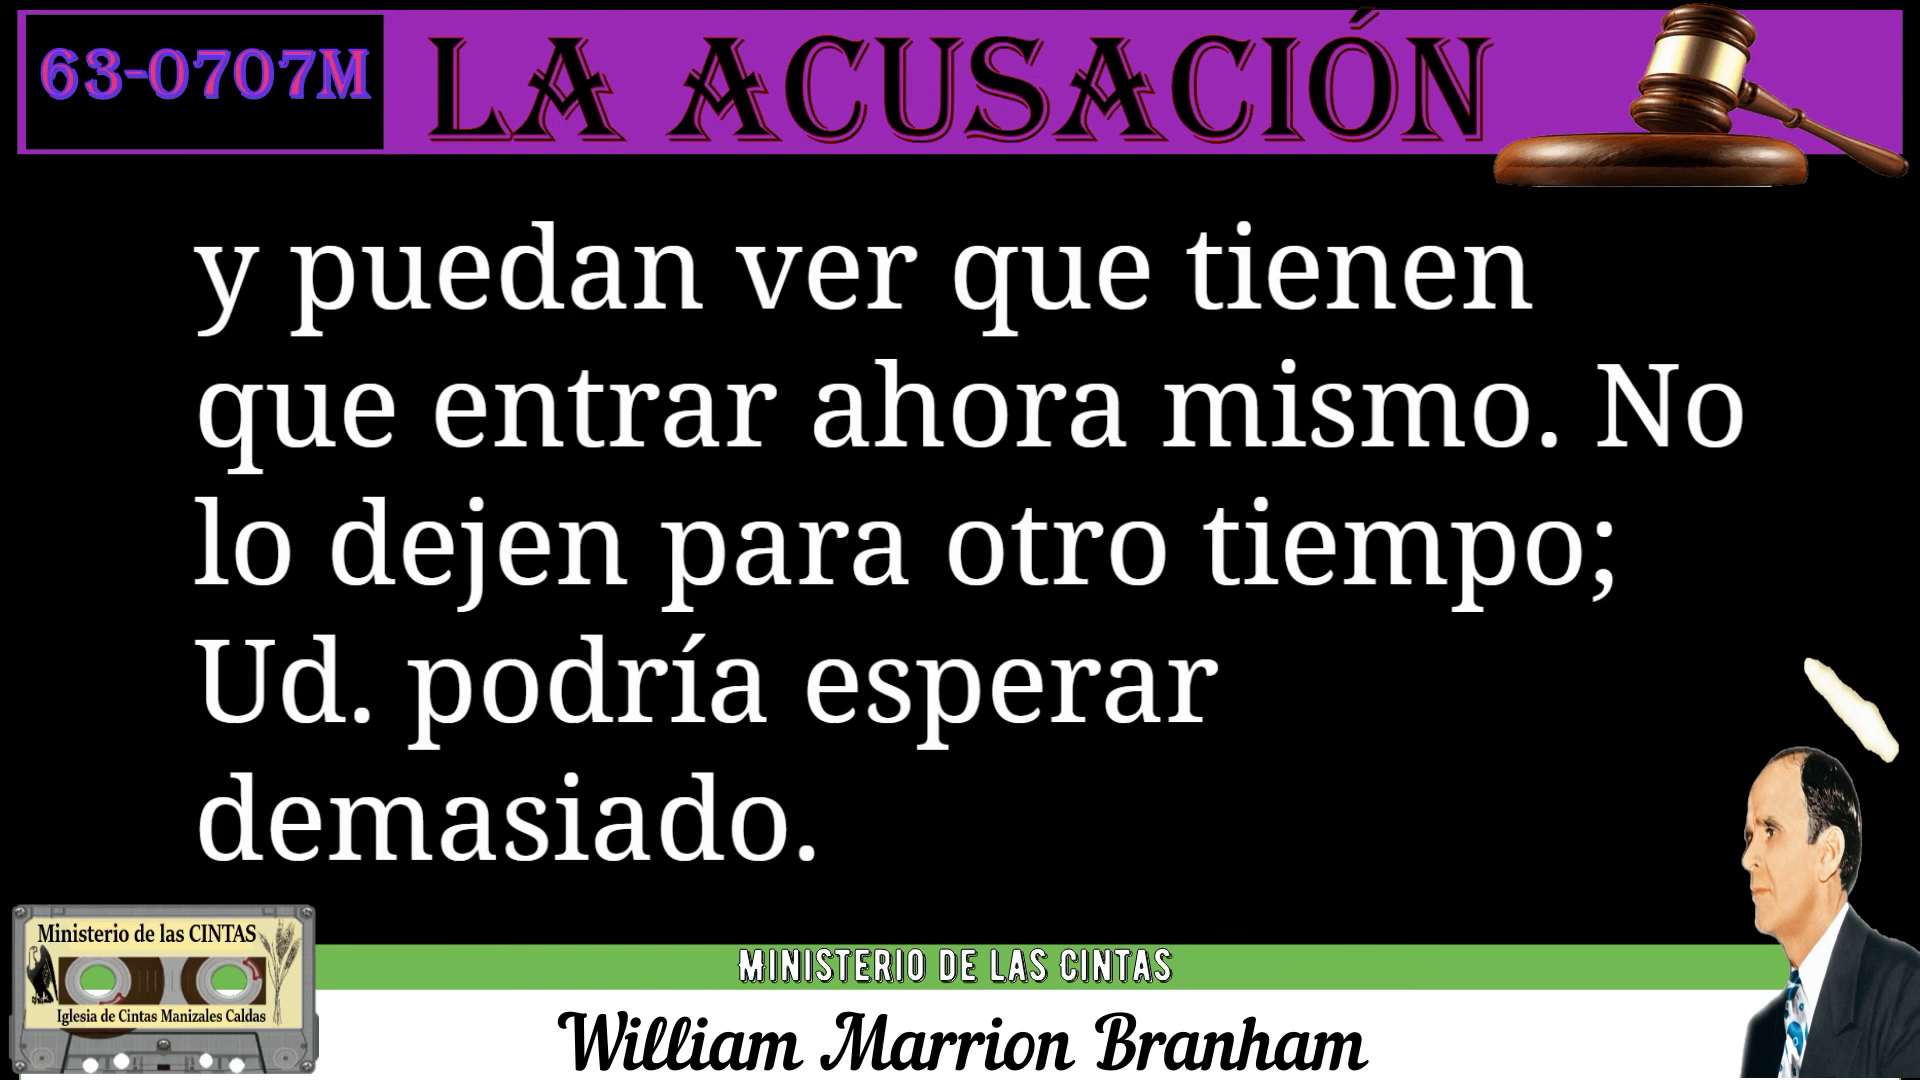 63-0707M
LA ACUSACIÓN
y puedan ver que tienen
que entrar ahora mismo. No
lo dejen para otro tiempo;
Ud. podría esperar
demasiado.
Ministerio de las CINTAS
Iglesia de Cintas Manizales Caldas
MINISTERIO DE LAS CINTAS
William Marrion Branham